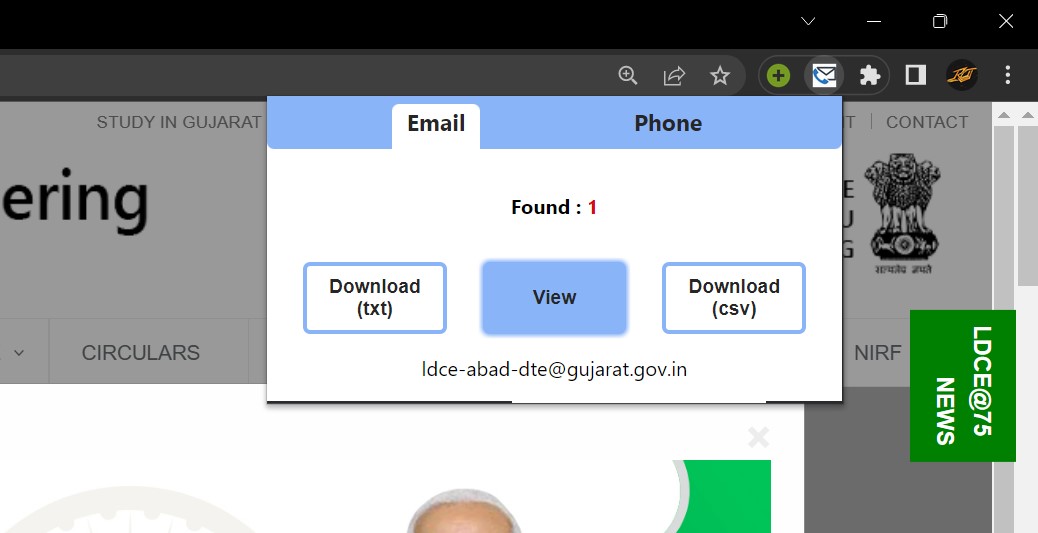 STUDY IN GUJARAT
Email
Phone
T
CONTACT
ering
Found : 1
E
U
G
सत्यमेव जयते
Download
(txt)
View
Download
(csv)
ldce-abad-dte@gujarat.gov.in
CIRCULARS
NIRF
LDCE@75
NEWS